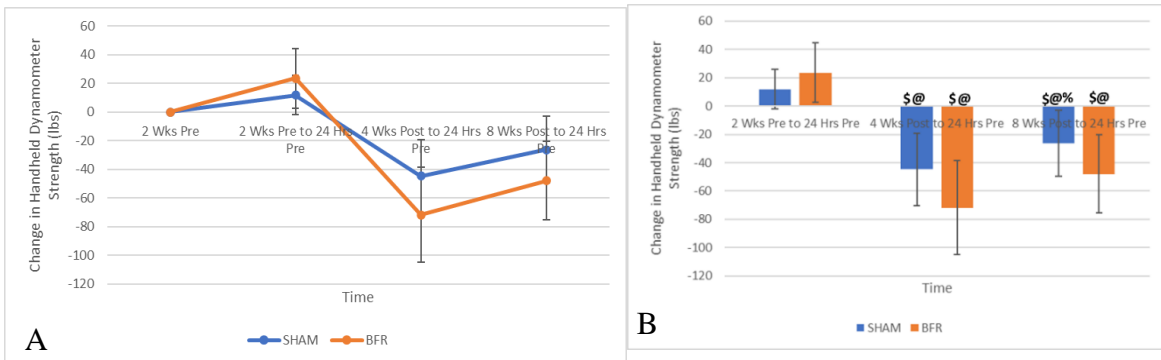 60
40
20
0
-20
-40
-60
-80
-100
-120
Change in Handheld Dynamometer
Strength (lbs)
2 Wks Pre
2 Wks Pre to 24 Hrs
Pre
4 Wks Post to 24 Hrs
Pre
8 Wks Post to 24 Hrs
Pre
Time
SHAM
BFR
A
60
40
20
0
-20
-40
-60
-80
-100
-120
Change in Handheld Dynamometer
Strength (lbs)
$@
$@
$@%
$@
2 Wks Pre to 24 Hrs Pre
4 Wks Post to 24 Hrs Pre
8 Wks Post to 24 Hrs Pre
Time
SHAM
BFR
B